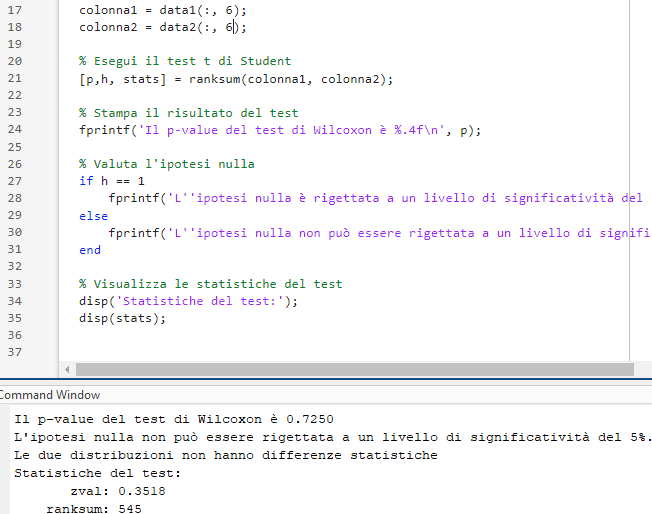 17 colonna1 = data1(:, 6);
18 colonna2 = data2(:, 6);
19
20 % Esegui il test t di Student
21 [p,h, stats] = ranksum(colonna1, colonna2);
22
23 % Stampa il risultato del test
24 fprintf('Il p-value del test di Wilcoxon è %.4f\n', p);
25
26 % Valuta l'ipotesi nulla
27 if h == 1
28 fprintf('L''ipotesi nulla è rigettata a un livello di significatività del
29 else
30 fprintf('L''ipotesi nulla non può essere rigettata a un livello di signifi
31 end
32
33 % Visualizza le statistiche del test
34 disp('Statistiche del test:');
35 disp(stats);
36
37
Command Window
Il p-value del test di Wilcoxon è 0.7250
L'ipotesi nulla non può essere rigettata a un livello di significatività del 5%.
Le due distribuzioni non hanno differenze statistiche
Statistiche del test:
zval: 0.3518
ranksum: 545